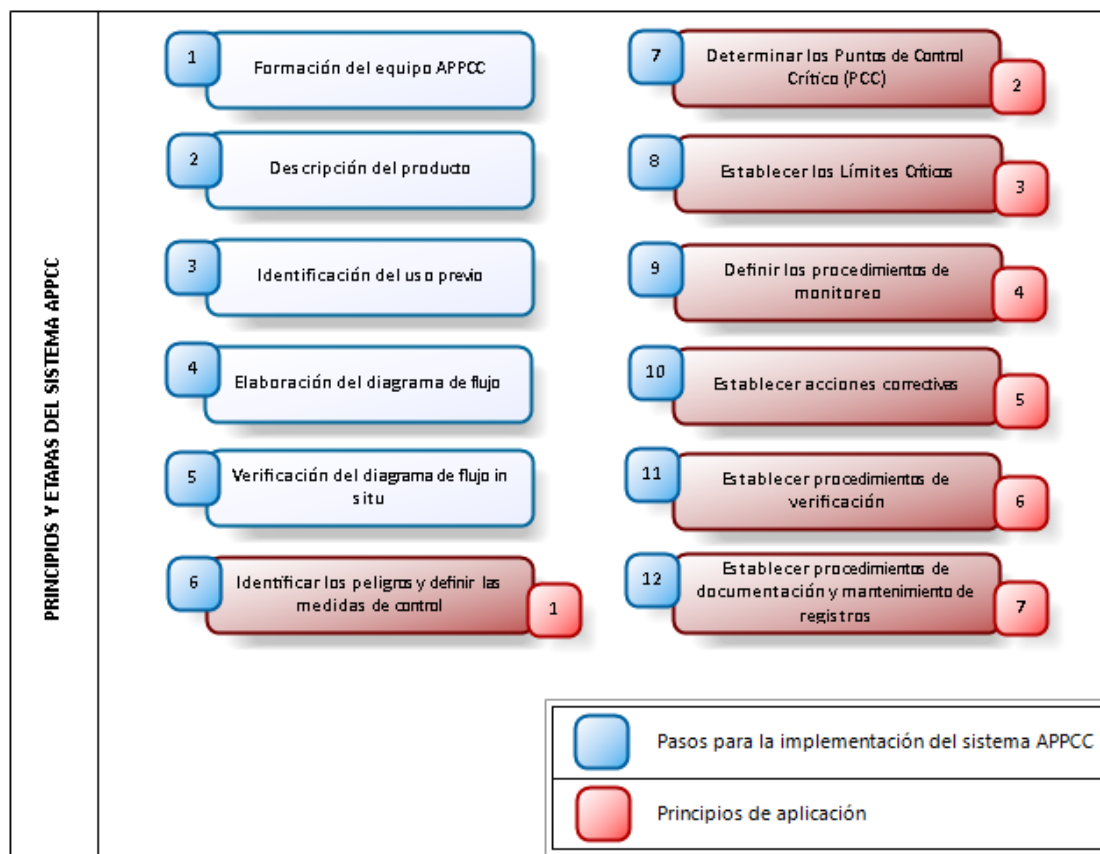 PRINCIPIOS Y ETAPAS DEL SISTEMA APPCC
1
Formación del equipo APPCC
2
Descripción del producto
3
Identificación del uso previo
4
Elaboración del diagrama de flujo
5
Verificación del diagrama de flujo in
situ
6
Identificar los peligros y definir las
medidas de control
1
7
Determinar los Puntos de Control
Crítico (PCC)
2
8
Establecer los Límites Críticos
3
9
Definir los procedimientos de
monitoreo
4
10
Establecer acciones correctivas
5
11
Establecer procedimientos de
verificación
6
12
Establecer procedimientos de
documentación y mantenimiento de
registros
7
Pasos para la implementación del sistema APPCC
Principios de aplicación